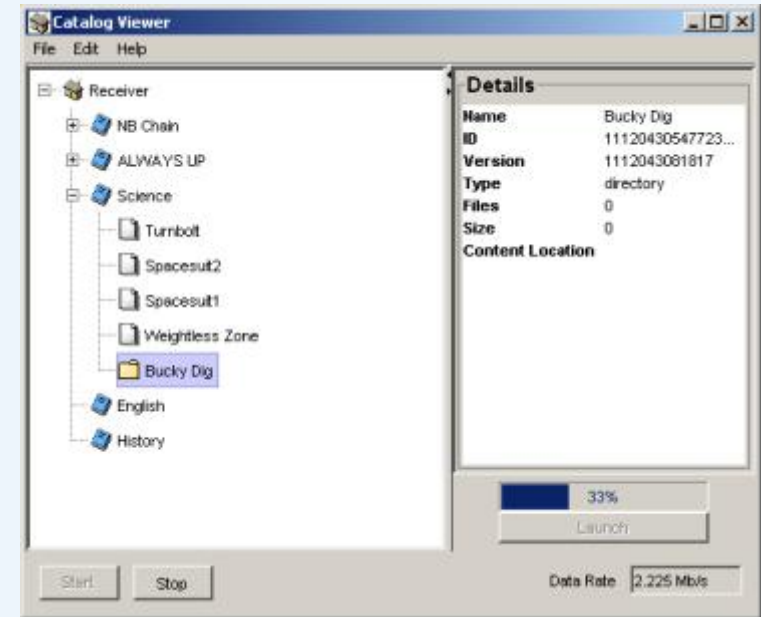 Catalog Viewer
File Edit Help
Receiver
NB Chain
ALWAYS UP
Science
Turnbolt
Spacesuit2
Spacesuit1
Weightless Zone
Bucky Dig
English
History
Details
Name Bucky Dig
ID 11120430547723...
Version 1112043081817
Type directory
Files 0
Size 0
Content Location
33%
Launch
Start Stop Data Rate 2.225 Mb/s